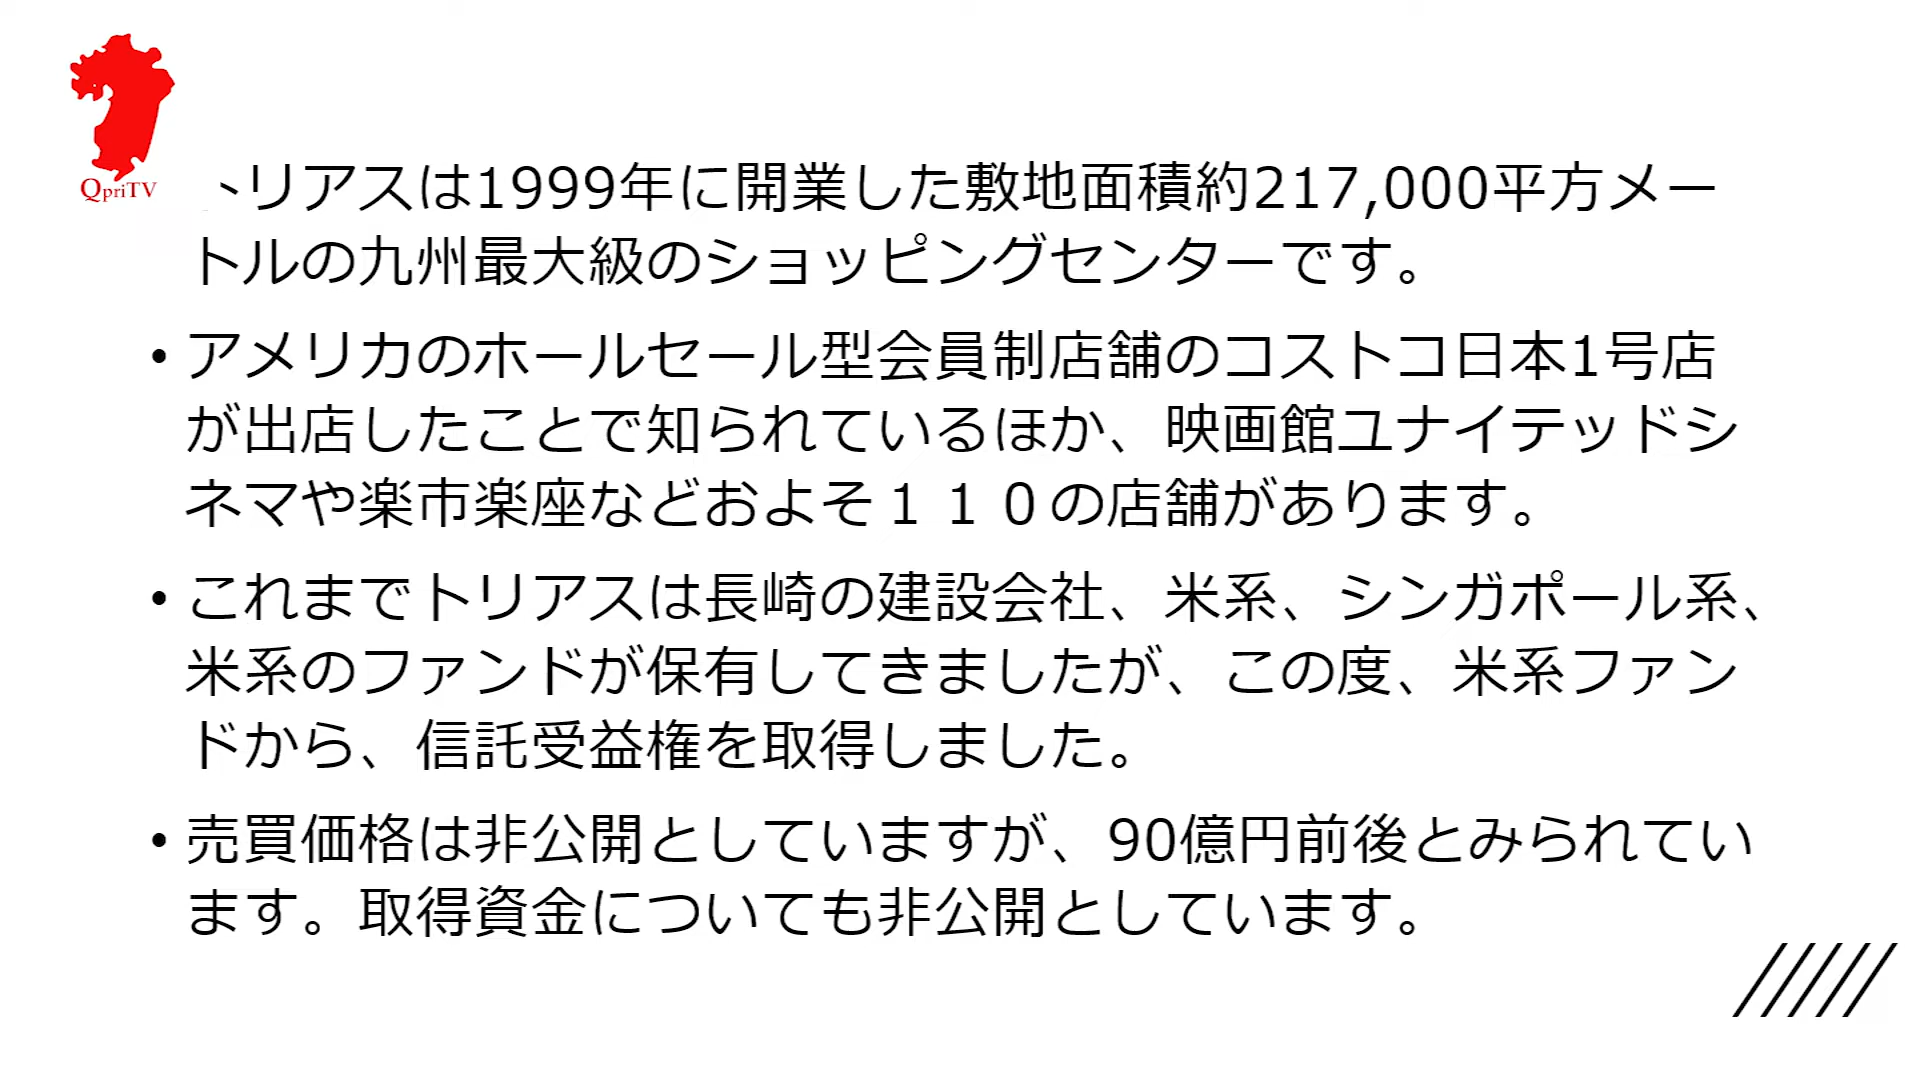 QpriTV
トリアスは1999年に開業した敷地面積約217,000平方メー
トルの九州最大級のショッピングセンターです。
• アメリカのホールセール型会員制店舗のコストコ日本1号店
が出店したことで知られているほか、映画館ユナイテッドシ
ネマや楽市楽座などおよそ１１０の店舗があります。
• これまでトリアスは長崎の建設会社、米系、シンガポール系、
米系のファンドが保有してきましたが、この度、米系ファン
ドから、信託受益権を取得しました。
• 売買価格は非公開としていますが、90億円前後とみられてい
ます。取得資金についても非公開としています。